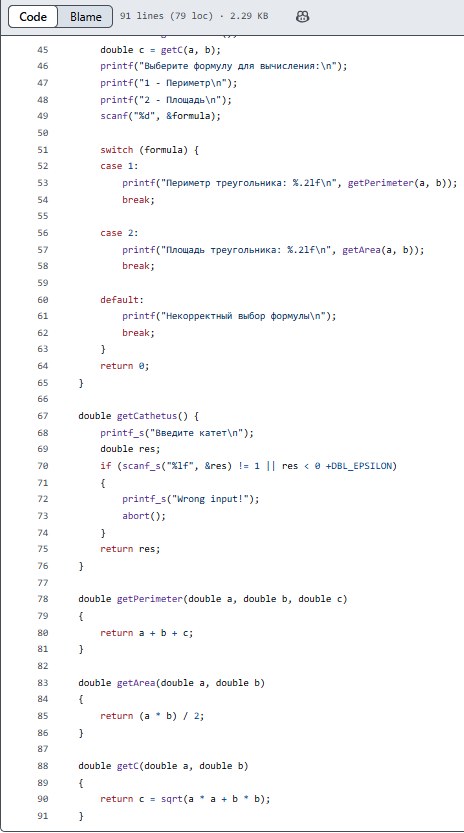 Code Blame 91 lines (79 loc) · 2.29 KB
45 double c = getC(a, b);
46 printf("Выберите формулу для вычисления:\n");
47 printf("1 - Периметр\n");
48 printf("2 - Площадь\n");
49 scanf("%d", &formula);
50
51 switch (formula) {
52 case 1:
53 printf("Периметр треугольника: %.2lf\n", getPerimeter(a, b));
54 break;
55
56 case 2:
57 printf("Площадь треугольника: %.2lf\n", getArea(a, b));
58 break;
59
60 default:
61 printf("Некорректный выбор формулы\n");
62 break;
63 }
64 return 0;
65 }
66
67 double getCathetus() {
68 printf_s("Введите катет\n");
69 double res;
70 if (scanf_s("%lf", &res) != 1 || res < 0 +DBL_EPSILON)
71 {
72 printf_s("Wrong input!");
73 abort();
74 }
75 return res;
76 }
77
78 double getPerimeter(double a, double b, double c)
79 {
80 return a + b + c;
81 }
82
83 double getArea(double a, double b)
84 {
85 return (a * b) / 2;
86 }
87
88 double getC(double a, double b)
89 {
90 return c = sqrt(a * a + b * b);
91 }